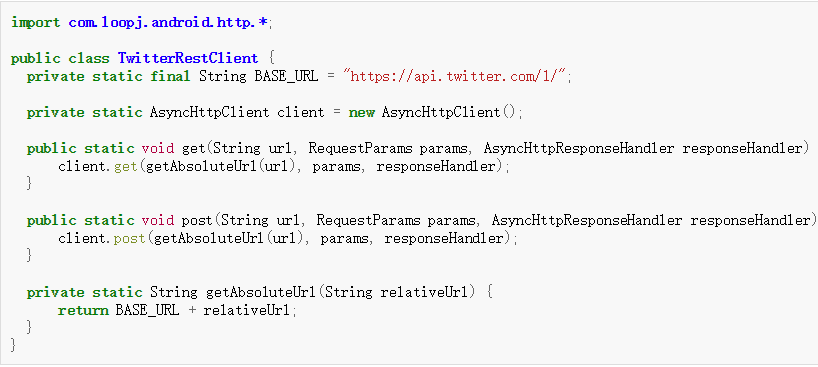 import com.loopj.android.http.*;
public class TwitterRestClient {
private static final String BASE_URL = "https://api.twitter.com/1/";
private static AsyncHttpClient client = new AsyncHttpClient();
public static void get(String url, RequestParams params, AsyncHttpResponseHandler responseHandler)
client.get(getAbsoluteUrl(url), params, responseHandler);
}
public static void post(String url, RequestParams params, AsyncHttpResponseHandler responseHandler)
client.post(getAbsoluteUrl(url), params, responseHandler);
}
private static String getAbsoluteUrl(String relativeUrl) {
return BASE_URL + relativeUrl;
}
}